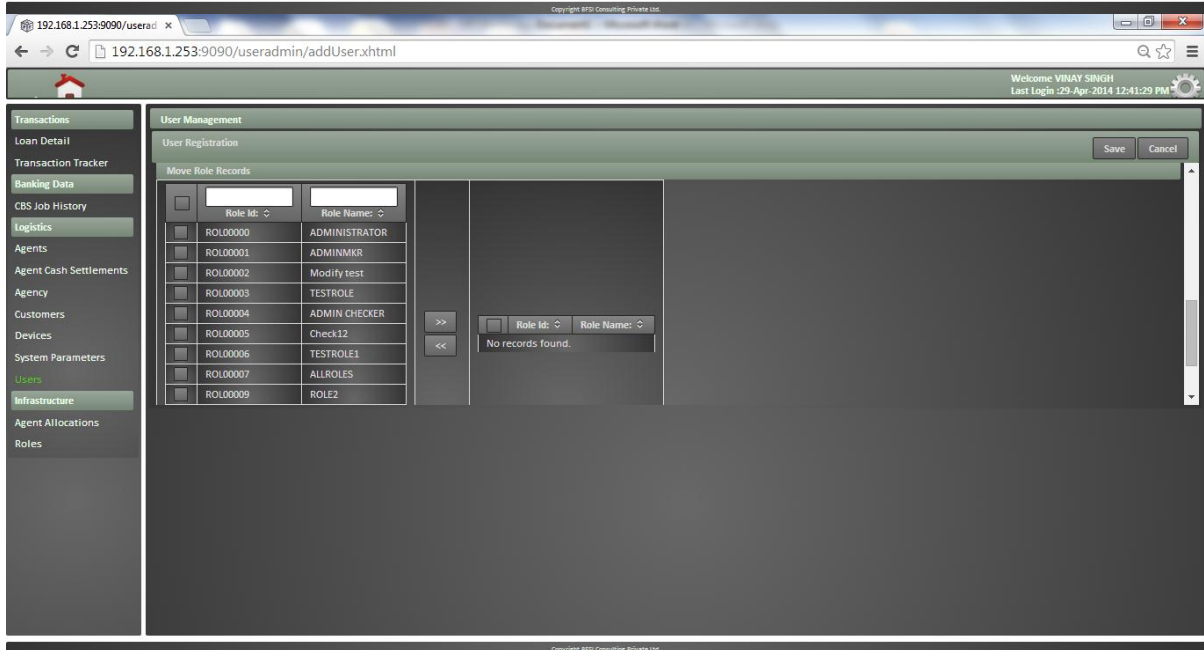 Copyright BFSI Consulting Private Ltd.
192.168.1.253:9090/userad ×
192.168.1.253:9090/useradmin/addUser.xhtml
Welcome VINAY SINGH
Last Login :29-Apr-2014 12:41:29 PM
Transactions
Loan Detail
Transaction Tracker
Banking Data
CBS Job History
Logistics
Agents
Agent Cash Settlements
Agency
Customers
Devices
System Parameters
Users
Infrastructure
Agent Allocations
Roles
User Management
User Registration
Save Cancel
Move Role Records
Role Id: Role Name:
ROL00000 ADMINISTRATOR
ROL00001 ADMINMKR
ROL00002 Modify test
ROL00003 TESTROLE
ROL00004 ADMIN CHECKER
ROL00005 Check12
ROL00006 TESTROLE1
ROL00007 ALLROLES
ROL00009 ROLE2
>>
<<
Role Id: Role Name:
No records found.
Copyright BFSI Consulting Private Ltd.